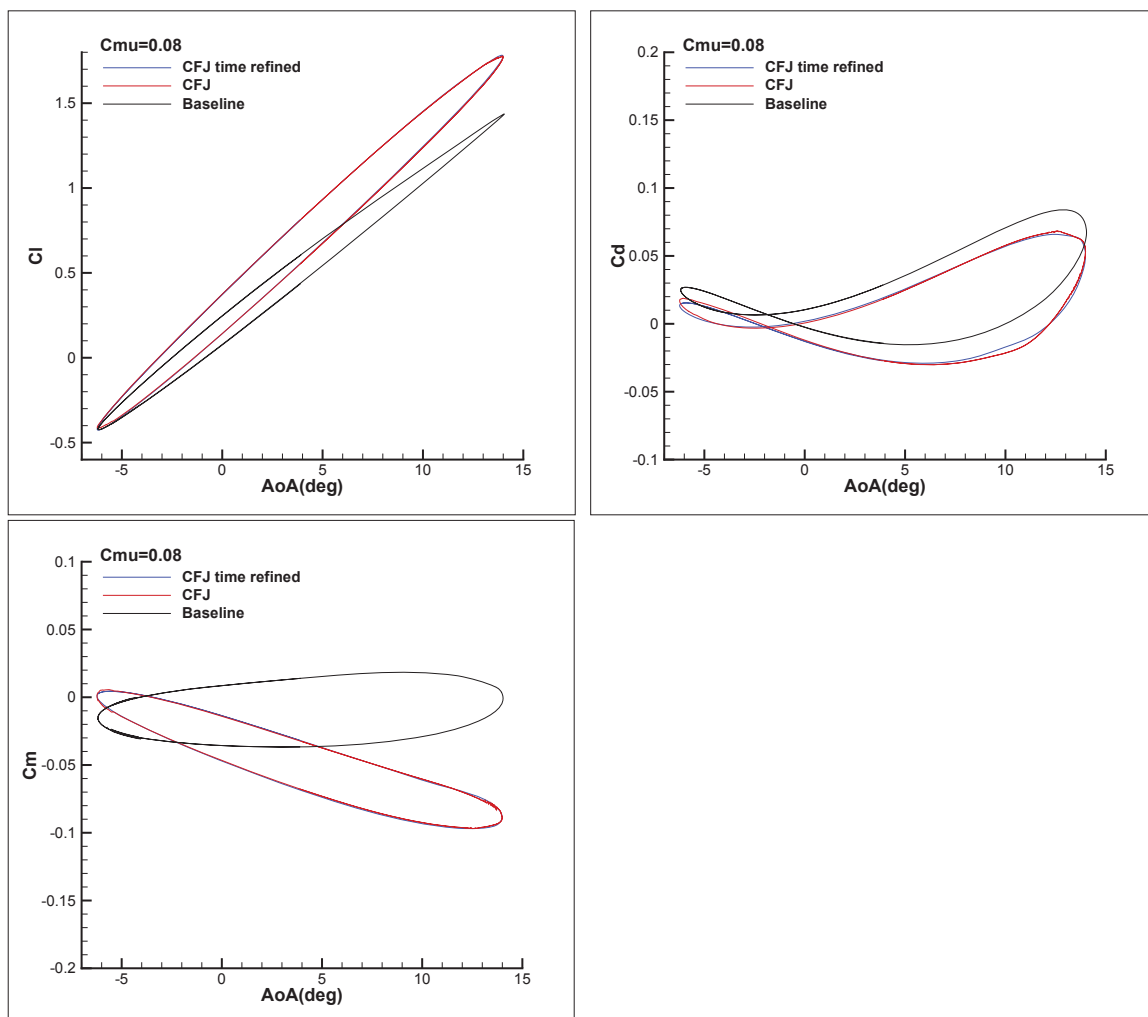 Cmu=0.08
CFJ time refined
CFJ
Baseline
1.5
1
0.5
0
-0.5
Cl
-5
0
5
10
15
AoA(deg)
Cmu=0.08
CFJ time refined
CFJ
Baseline
0.2
0.15
0.1
0.05
0
-0.05
-0.1
Cd
-5
0
5
10
15
AoA(deg)
Cmu=0.08
CFJ time refined
CFJ
Baseline
0.1
0.05
0
-0.05
-0.1
-0.15
-0.2
Cm
-5
0
5
10
15
AoA(deg)